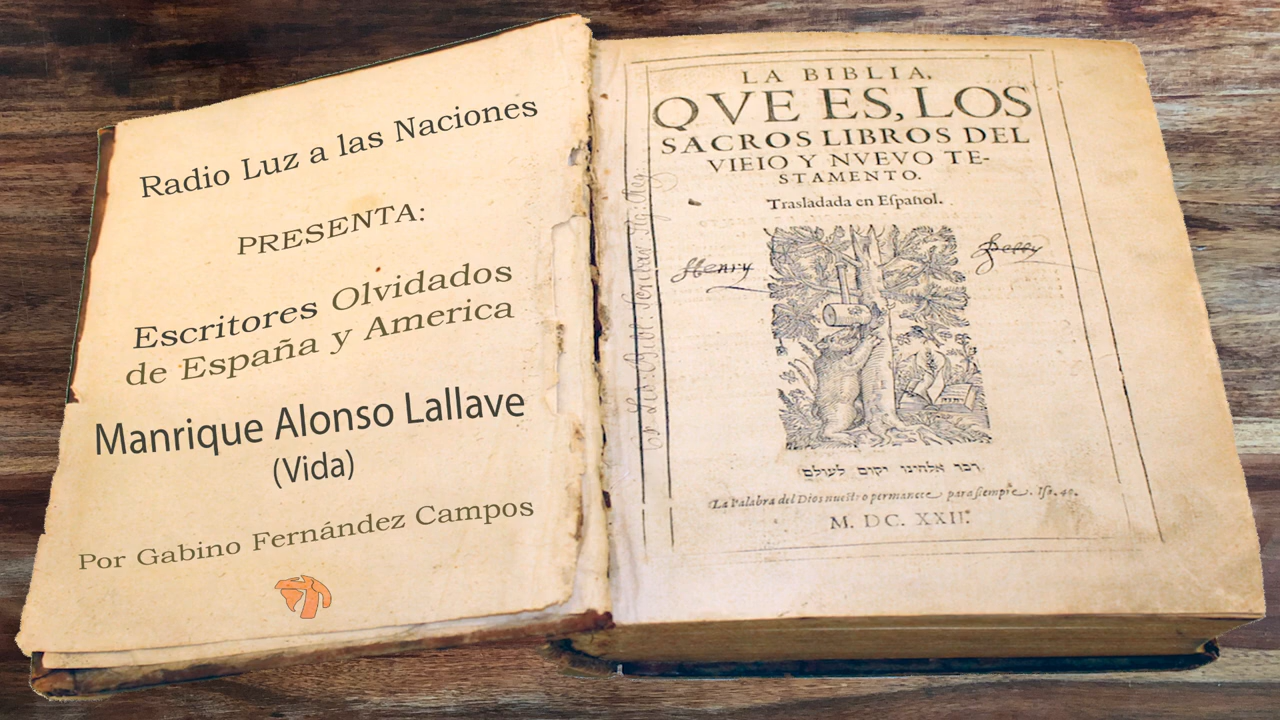 Radio Luz a las Naciones
PRESENTA:
Escritores Olvidados
de España y America
Manrique Alonso Lallave
(Vida)
Por Gabino Fernández Campos
LA BIBLIA,
QVE ES, LOS
SACROS LIBROS DEL
VIEIO Y NVEVO TE-
STAMENTO.
Trasladada en Eſpañol.
Henry
דבר אלהינו יקום לעולם
La Palabra del Dios nueſtro permanece para ſiempre. Iſa. 40.
M. DC. XXII.